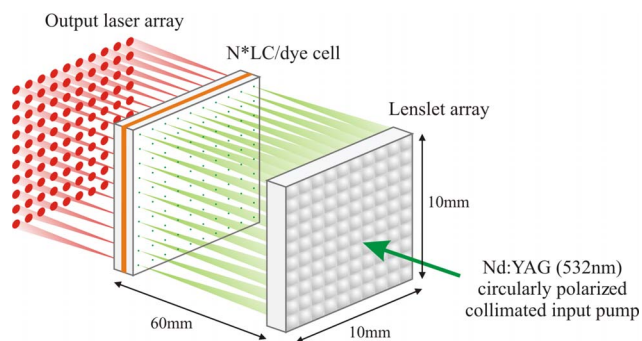 Output laser array
N*LC/dye cell
Lenslet array
10mm
Nd:YAG (532nm)
circularly polarized
collimated input pump
60mm
10mm